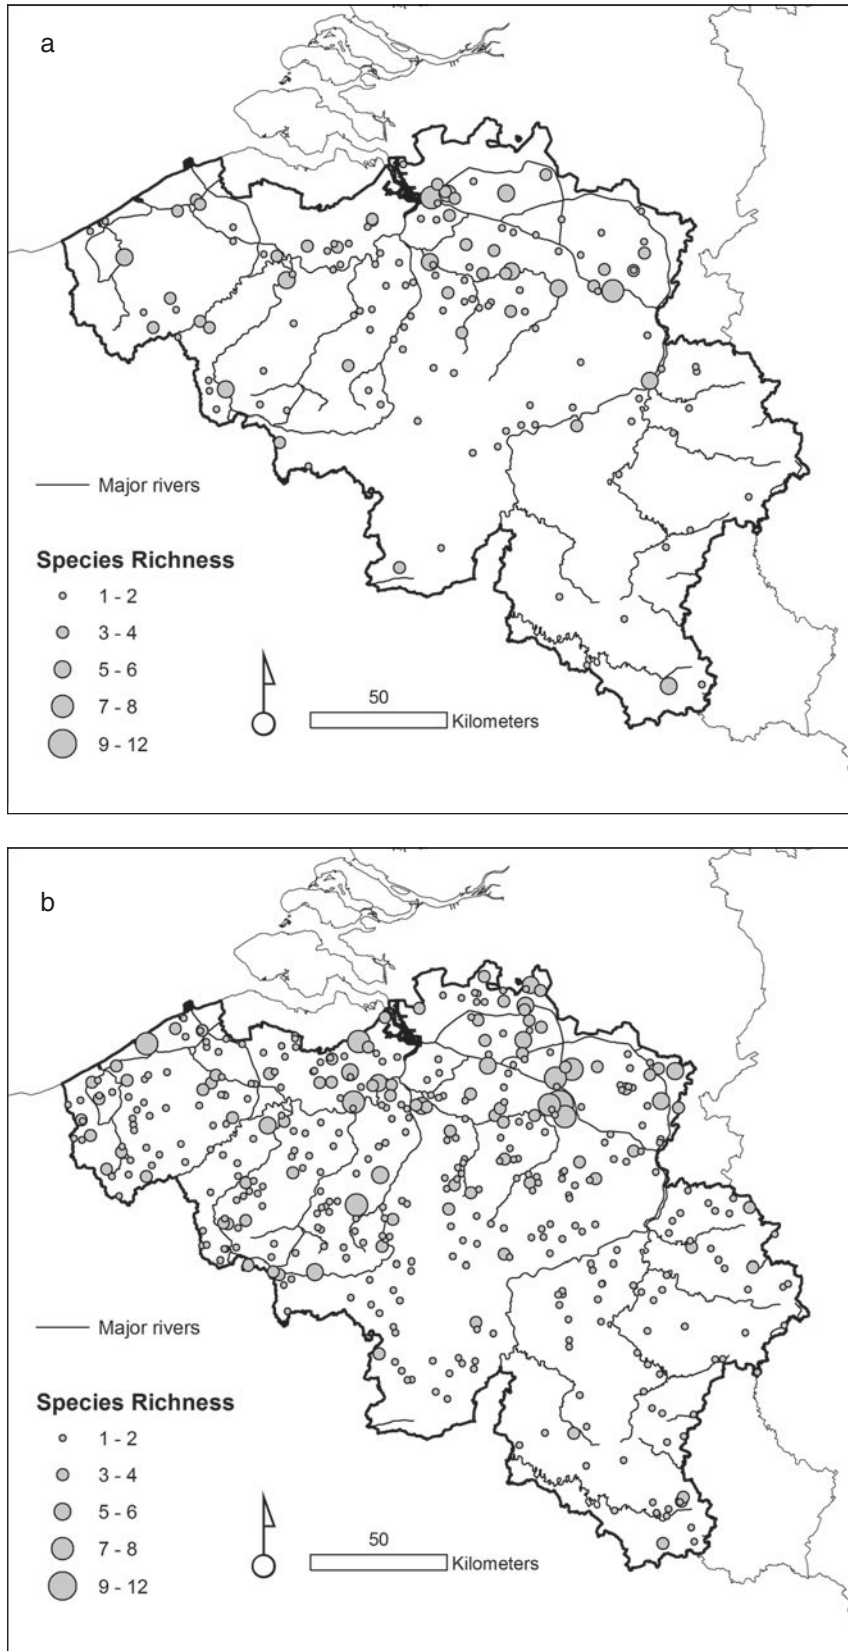 a
Major rivers
Species Richness
1 - 2
3 - 4
5 - 6
7 - 8
9 - 12
50
Kilometers
b
Major rivers
Species Richness
1 - 2
3 - 4
5 - 6
7 - 8
9 - 12
50
Kilometers